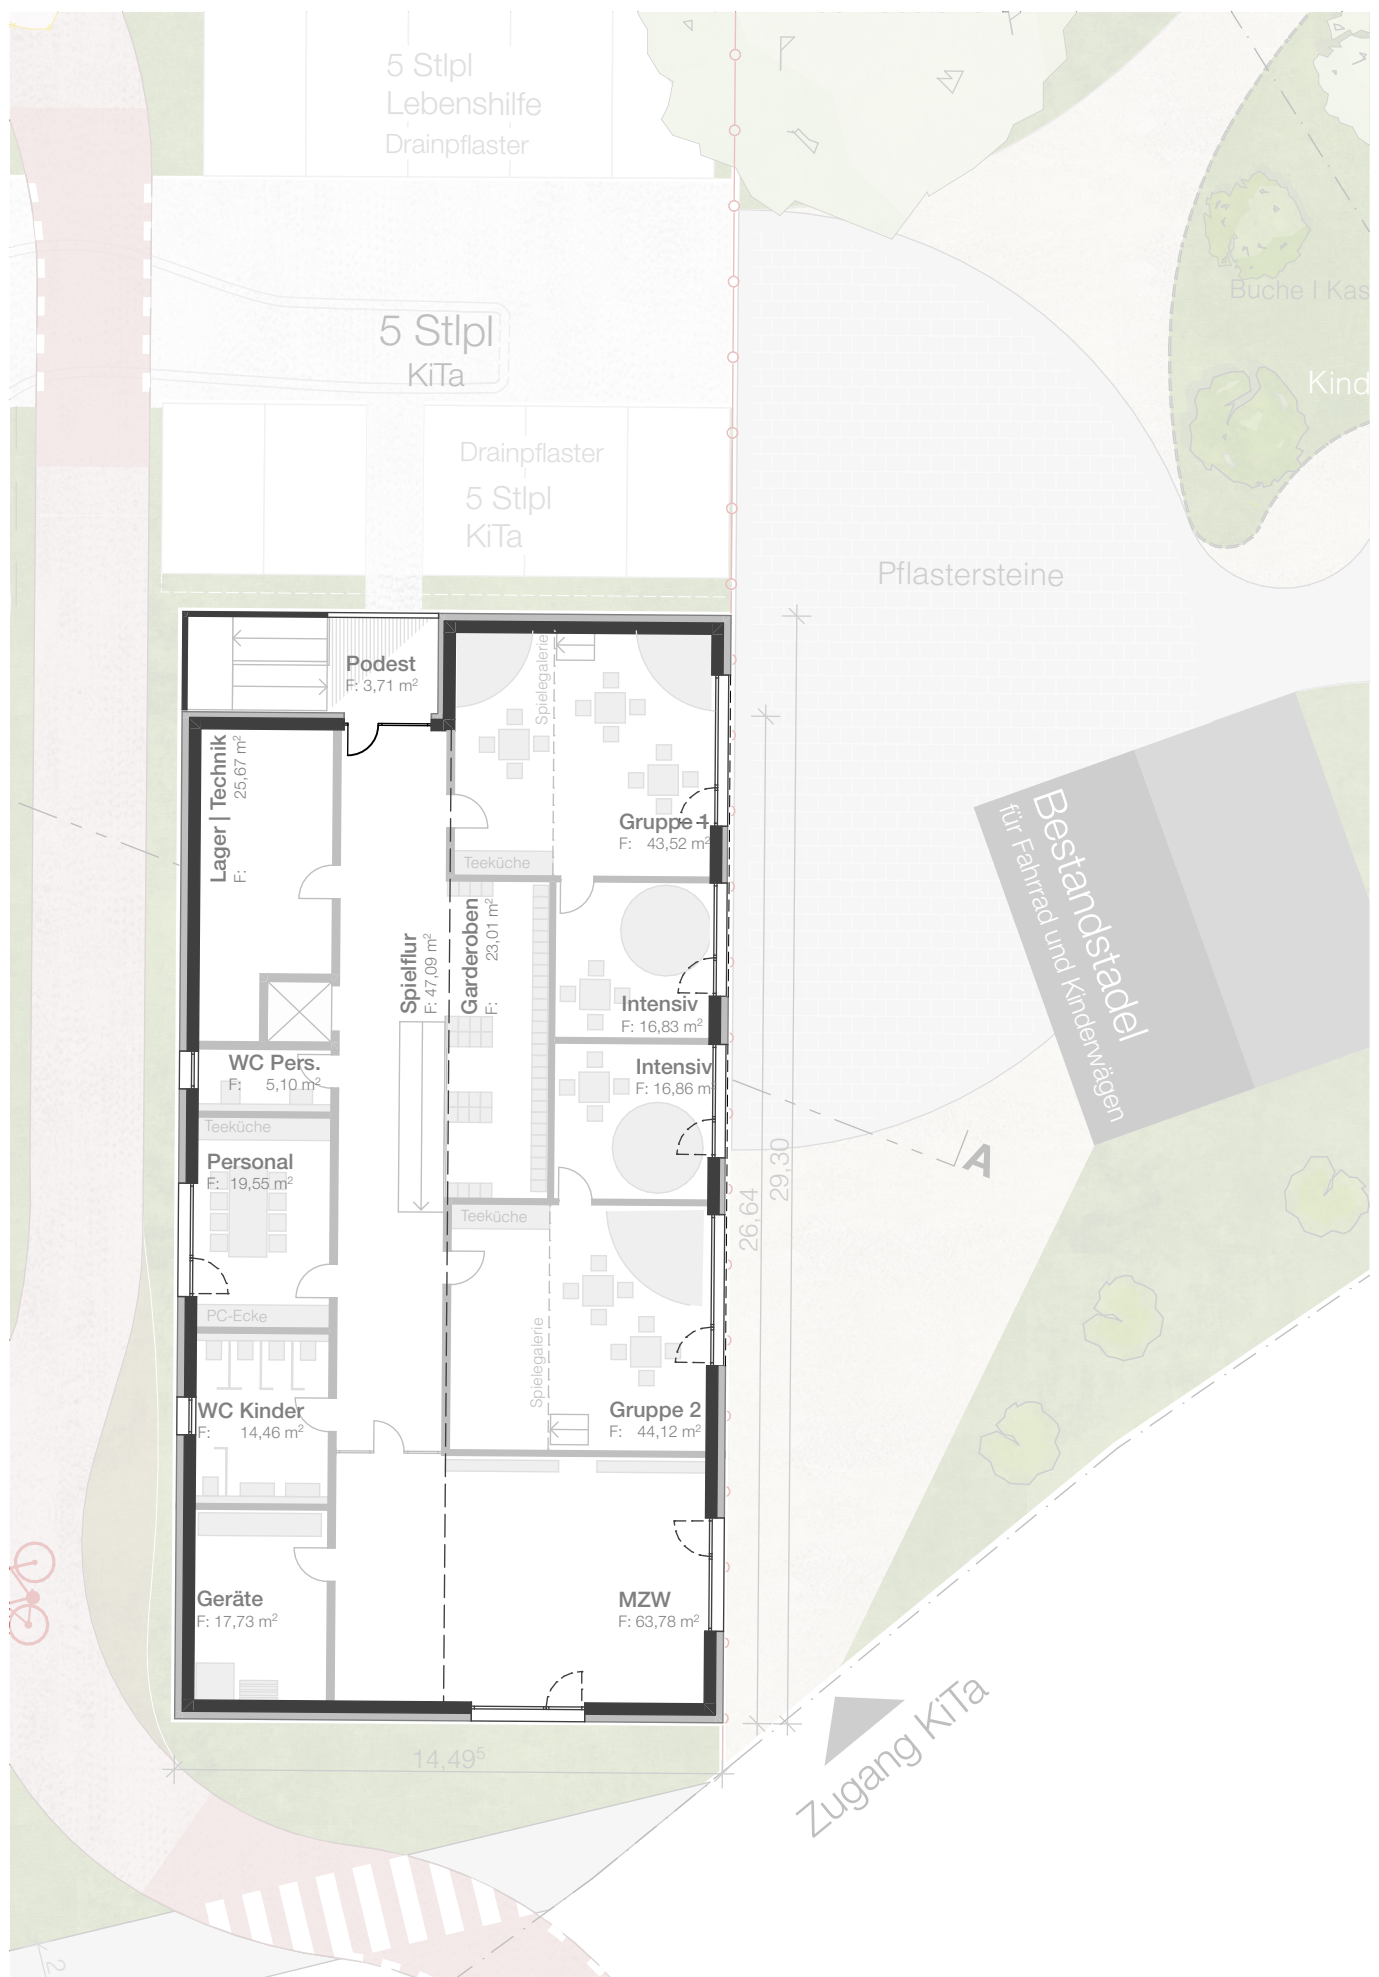 5 Stlpl
Lebenshilfe
Drainpflaster
Buche | Kas
5 Stlpl
KiTa
Kind
Drainpflaster
5 Stlpl
KiTa
Pflastersteine
Podest
F: 3,71 m²
Spielegalerie
Lager | Technik
F: 25,67 m²
Gruppe 1
F: 43,52 m²
Teeküche
Bestandstadel
für Fahrrad und Kinderwägen
Spielflur
F: 47,09 m²
Garderoben
F: 23,01 m²
Intensiv
F: 16,83 m²
WC Pers.
F: 5,10 m²
Intensiv
F: 16,86 m
Teeküche
Personal
F: 19,55 m²
A
29,30
26,64
Teeküche
PC-Ecke
Spielegalerie
WC Kinder
F: 14,46 m²
Gruppe 2
F: 44,12 m²
Geräte
F: 17,73 m²
MZW
F: 63,78 m²
14,49⁵
Zugang KiTa
2